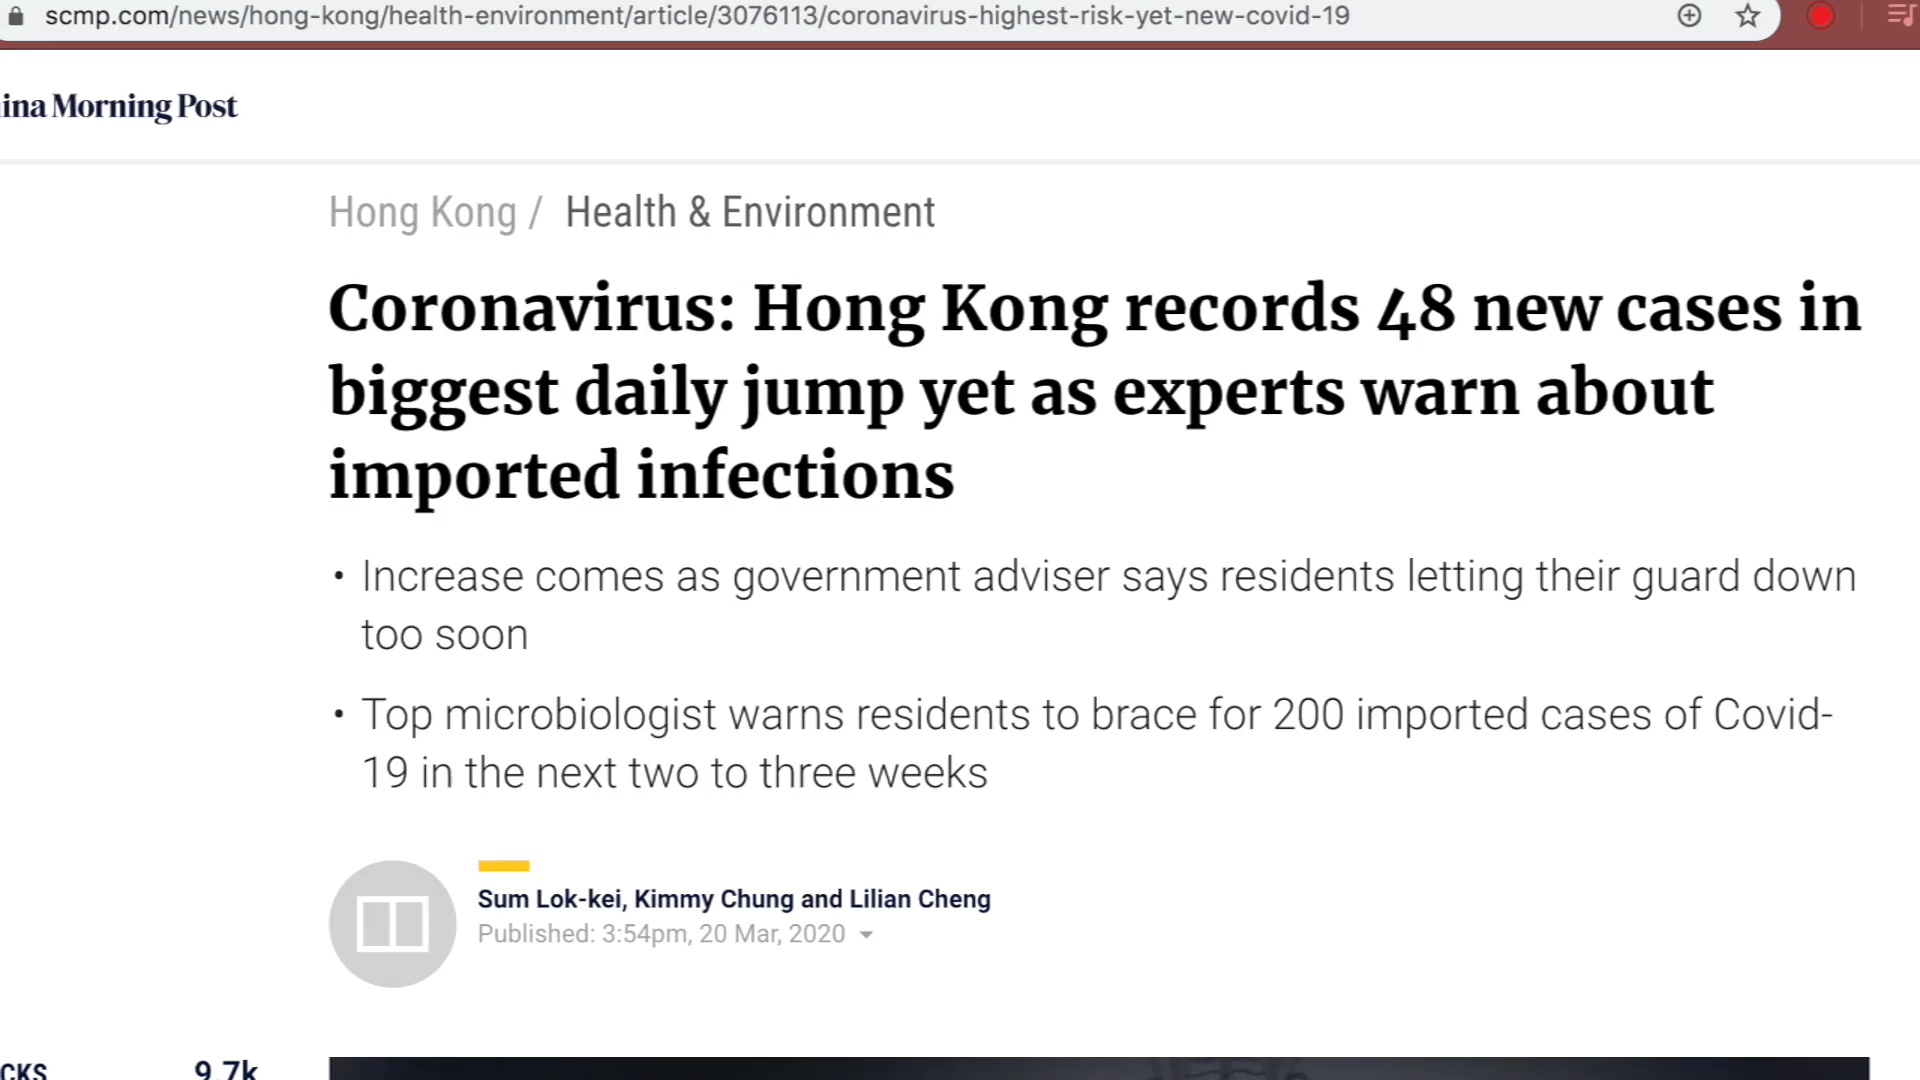 scmp.com/news/hong-kong/health-environment/article/3076113/coronavirus-highest-risk-yet-new-covid-19
ina Morning Post
Hong Kong / Health & Environment
Coronavirus: Hong Kong records 48 new cases in
biggest daily jump yet as experts warn about
imported infections
• Increase comes as government adviser says residents letting their guard down
too soon
• Top microbiologist warns residents to brace for 200 imported cases of Covid-
19 in the next two to three weeks
Sum Lok-kei, Kimmy Chung and Lilian Cheng
Published: 3:54pm, 20 Mar, 2020
CKS 9.7k